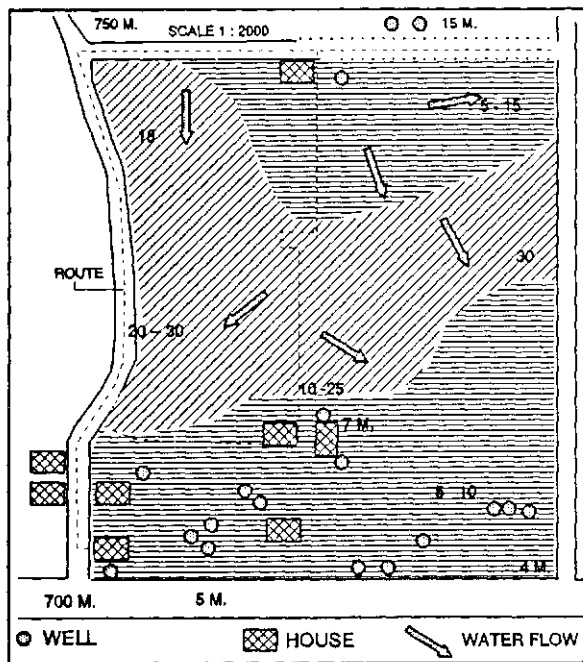 750 M.
SCALE 1 : 2000
15 M.
5 - 15
18
30
ROUTE
20 - 30
10 - 25
7 M.
8 - 10
4 M.
700 M.
5 M.
WELL
HOUSE
WATER FLOW